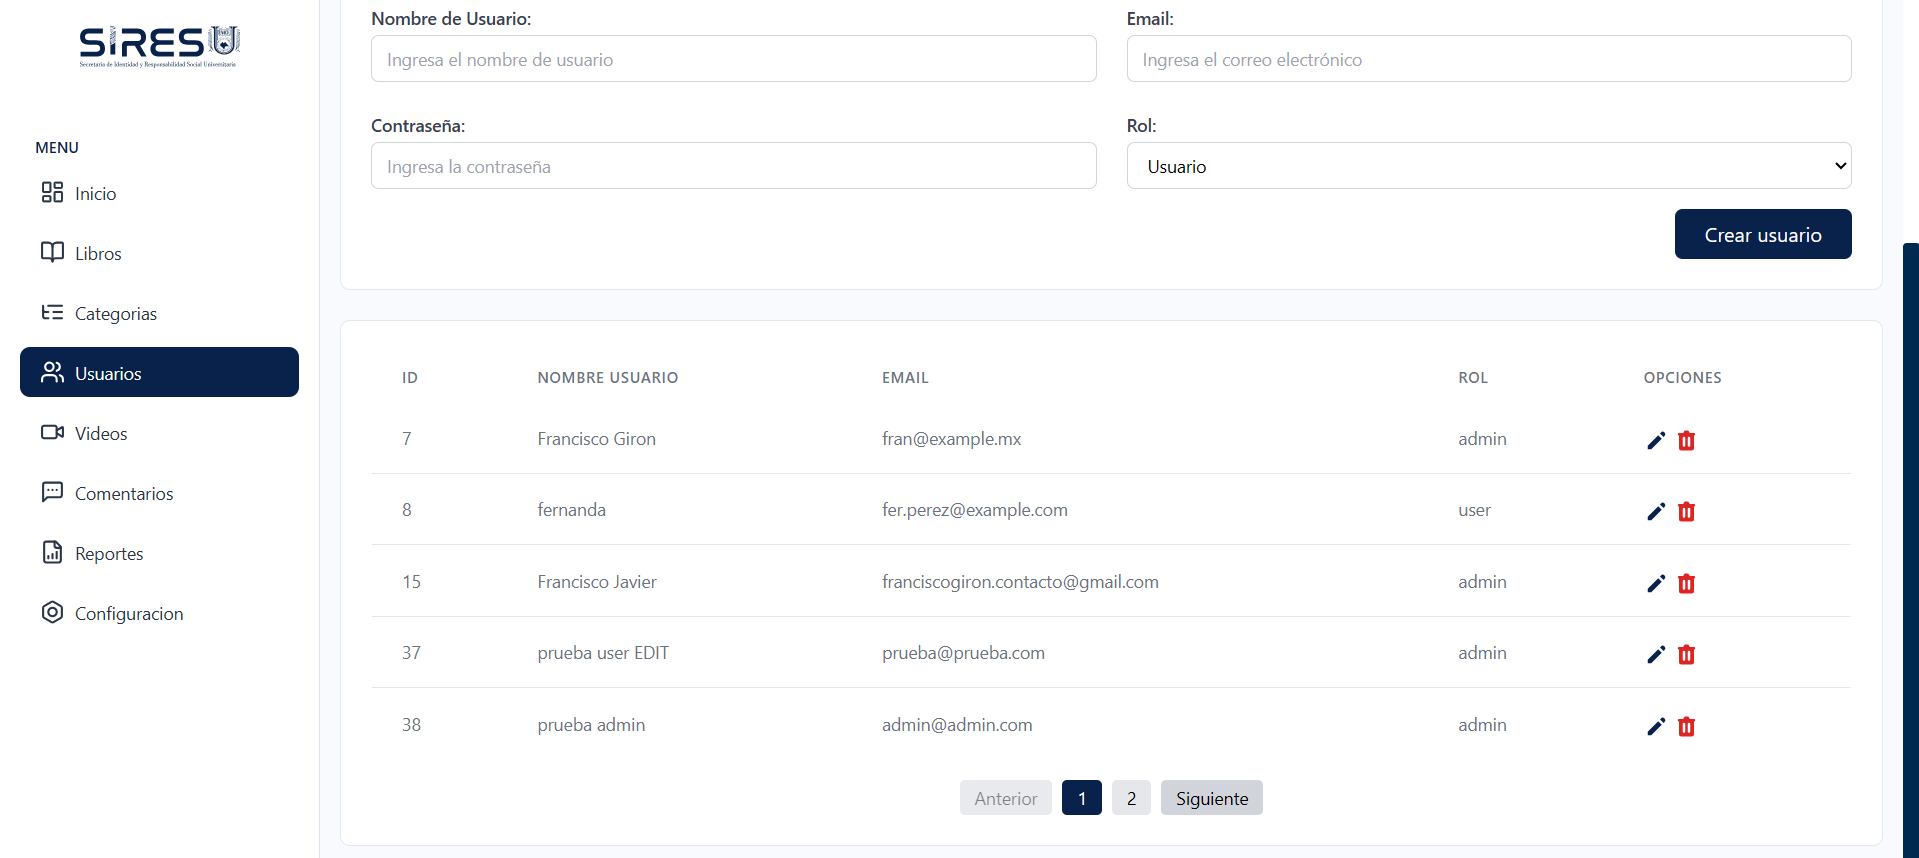 SIRESU
Secretaría de Identidad y Responsabilidad Social Universitaria
MENU
Inicio
Libros
Categorias
Usuarios
Videos
Comentarios
Reportes
Configuracion
Nombre de Usuario: Email:
Ingresa el nombre de usuario Ingresa el correo electrónico
Contraseña: Rol:
Ingresa la contraseña Usuario
Crear usuario
ID NOMBRE USUARIO EMAIL ROL OPCIONES
7 Francisco Giron fran@example.mx admin
8 fernanda fer.perez@example.com user
15 Francisco Javier franciscogiron.contacto@gmail.com admin
37 prueba user EDIT prueba@prueba.com admin
38 prueba admin admin@admin.com admin
Anterior 1 2 Siguiente